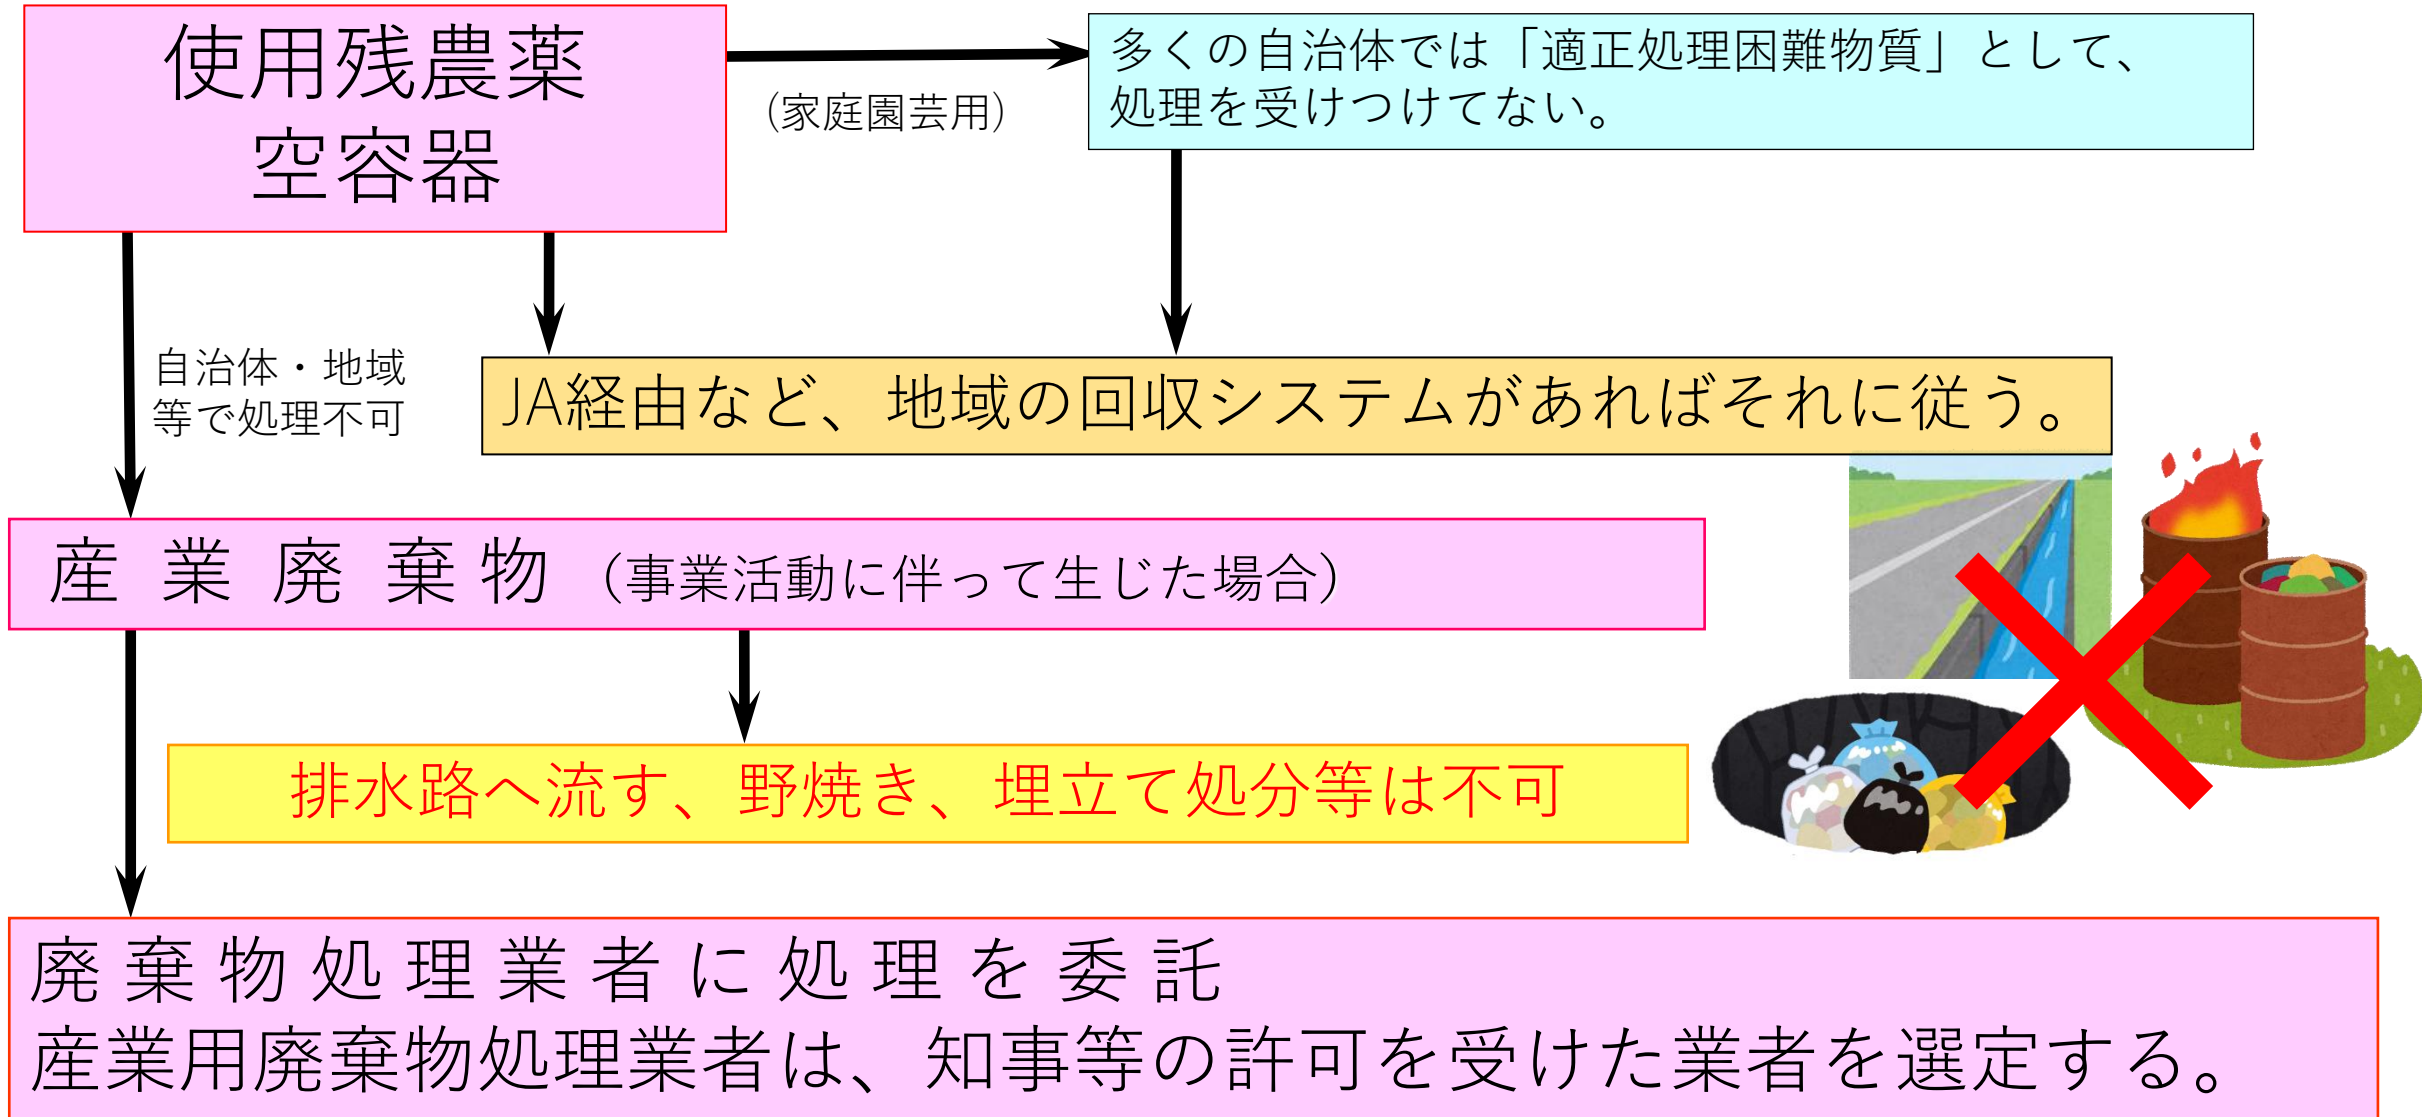 使用残農薬
空容器
(家庭園芸用)
多くの自治体では「適正処理困難物質」として、
処理を受けつけてない。
自治体・地域
等で処理不可
JA経由など、地域の回収システムがあればそれに従う。
産業廃棄物（事業活動に伴って生じた場合）
排水路へ流す、野焼き、埋立て処分等は不可
廃棄物処理業者に処理を委託
産業用廃棄物処理業者は、知事等の許可を受けた業者を選定する。